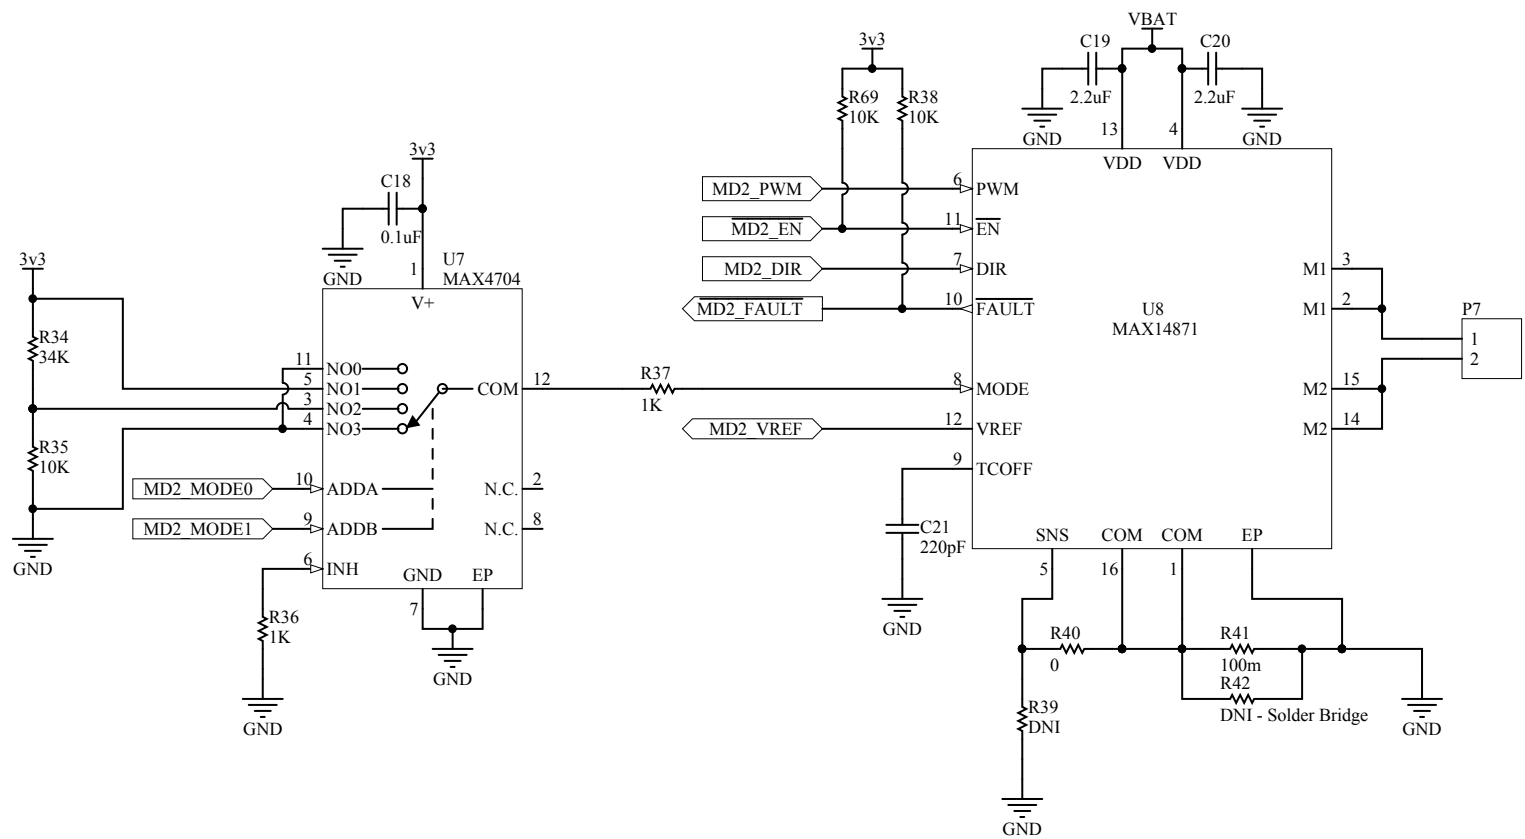 VBAT
C19
C20
2.2uF
2.2uF
GND
GND
13
4
VDD
VDD
3v3
R69
10K
R38
10K
MD2_PWM
6
PWM
MD2_EN
11
EN
MD2_DIR
7
DIR
MD2_FAULT
10
FAULT
U8
MAX14871
M1
3
M1
2
P7
1
2
M2
15
M2
14
8
MODE
MD2_VREF
12
VREF
9
TCOFF
C21
220pF
GND
SNS
COM
COM
EP
5
16
1
R40
0
R41
100m
R42
DNI - Solder Bridge
GND
R39
DNI
GND
3v3
C18
0.1uF
GND
1
U7
MAX4704
V+
3v3
R34
34K
R35
10K
GND
11
NO0
5
NO1
3
NO2
4
NO3
COM
12
R37
1K
MD2_MODE0
10
ADDA
MD2_MODE1
9
ADDB
N.C.
2
N.C.
8
6
INH
GND
EP
7
GND
R36
1K
GND